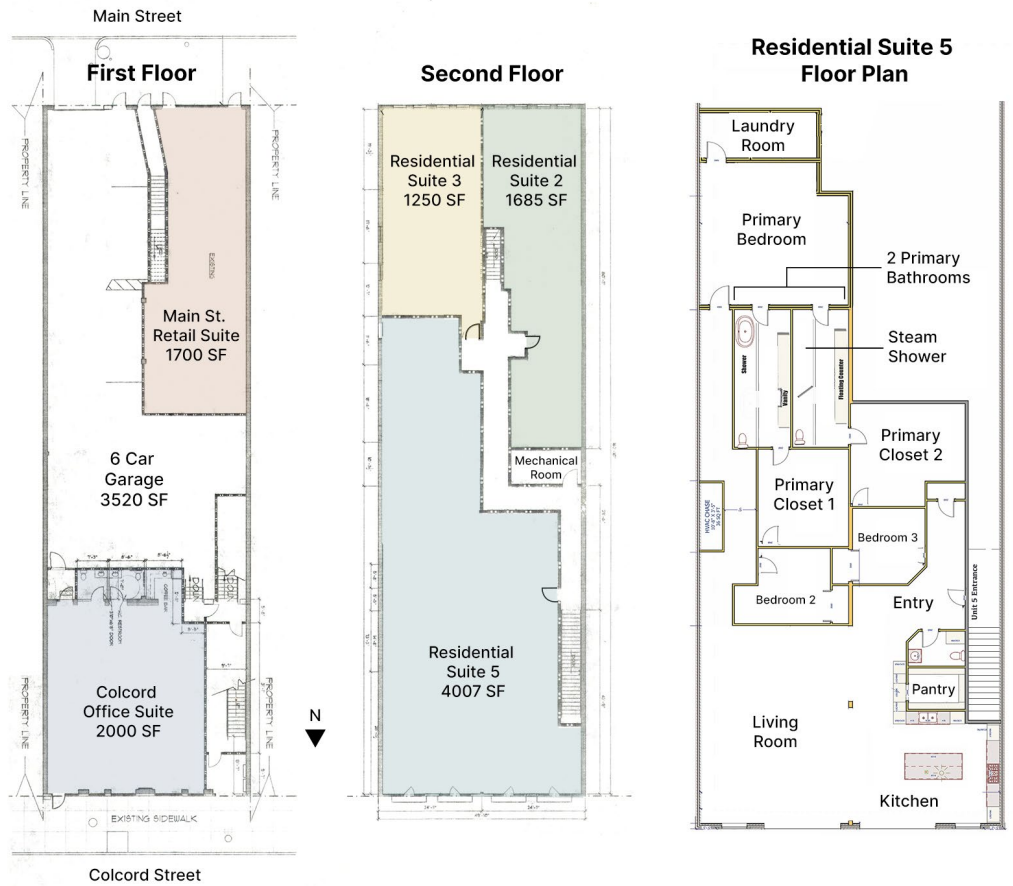 Main Street
First Floor
PROPERTY LINE
PROPERTY LINE
EXISTING
Main St.
Retail Suite
1700 SF
6 Car
Garage
3520 SF
Colcord
Office Suite
2000 SF
PROPERTY LINE
PROPERTY LINE
EXISTING SIDEWALK
Colcord Street
N
Second Floor
Residential
Suite 3
1250 SF
Residential
Suite 2
1685 SF
Mechanical
Room
Residential
Suite 5
4007 SF
Residential Suite 5
Floor Plan
Laundry
Room
Primary
Bedroom
2 Primary
Bathrooms
Steam
Shower
Shower
Vanity
Floating Counter
Primary
Closet 2
Primary
Closet 1
HVAC CHASE
Bedroom 3
Bedroom 2
Entry
Unit 5 Entrance
Pantry
Living
Room
Kitchen